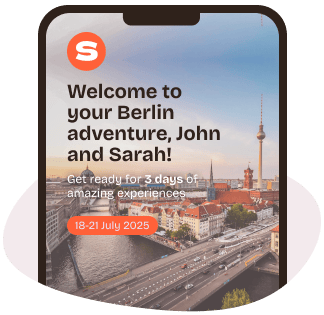 S
Welcome to
your Berlin
adventure, John
and Sarah!
Get ready for 3 days of
amazing experiences
18-21 July 2025